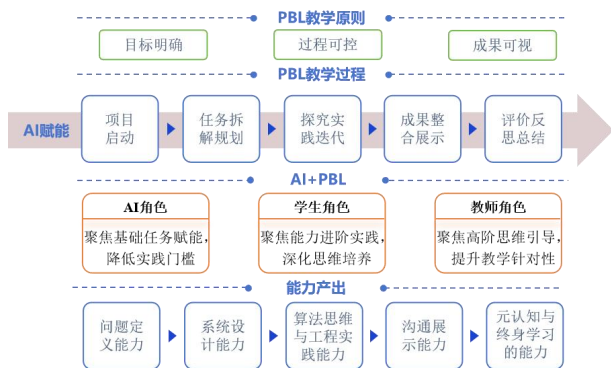 PBL教学原则
目标明确
过程可控
成果可视
PBL教学过程
AI赋能
项目
启动
任务拆
解规划
探究实
践迭代
成果整
合展示
评价反
思总结
AI+PBL
AI角色
聚焦基础任务赋能，
降低实践门槛
学生角色
聚焦能力进阶实践，
深化思维培养
教师角色
聚焦高阶思维引导，
提升教学针对性
能力产出
问题定
义能力
系统设
计能力
算法思维
与工程实
践能力
沟通展
示能力
元认知与
终身学习
的能力